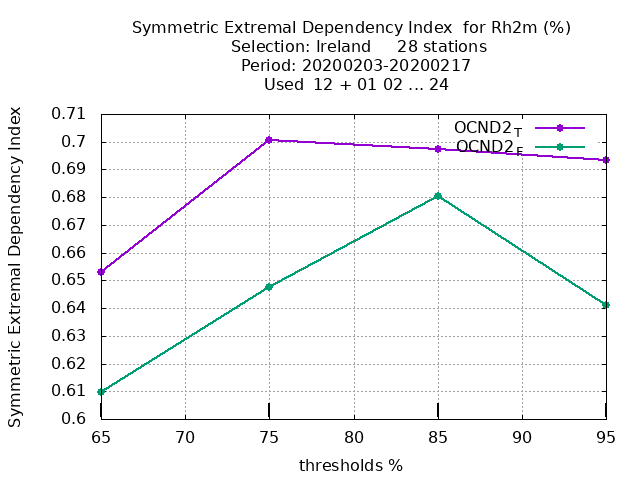 Symmetric Extremal Dependency Index for Rh2m (%)
Selection: Ireland 28 stations
Period: 20200203-20200217
Used 12 + 01 02 ... 24
Symmetric Extremal Dependency Index
0.71
0.7
0.69
0.68
0.67
0.66
0.65
0.64
0.63
0.62
0.61
0.6
OCND2T
OCND2F
65 70 75 80 85 90 95
thresholds %